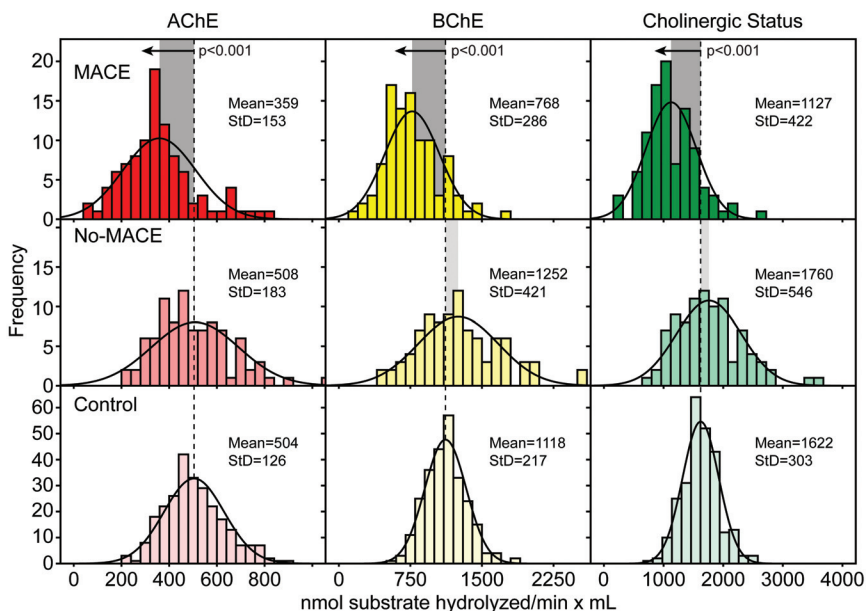 AChE BChE Cholinergic Status
MACE
p<0.001 p<0.001 p<0.001
Mean=359
StD=153
Mean=768
StD=286
Mean=1127
StD=422
20
15
10
5
0
No-MACE
Mean=508
StD=183
Mean=1252
StD=421
Mean=1760
StD=546
15
10
5
0
Frequency
Control
Mean=504
StD=126
Mean=1118
StD=217
Mean=1622
StD=303
60
50
40
30
20
10
0
0 200 400 600 800 0 750 1500 2250 0 1000 2000 3000 4000
nmol substrate hydrolyzed/min x mL